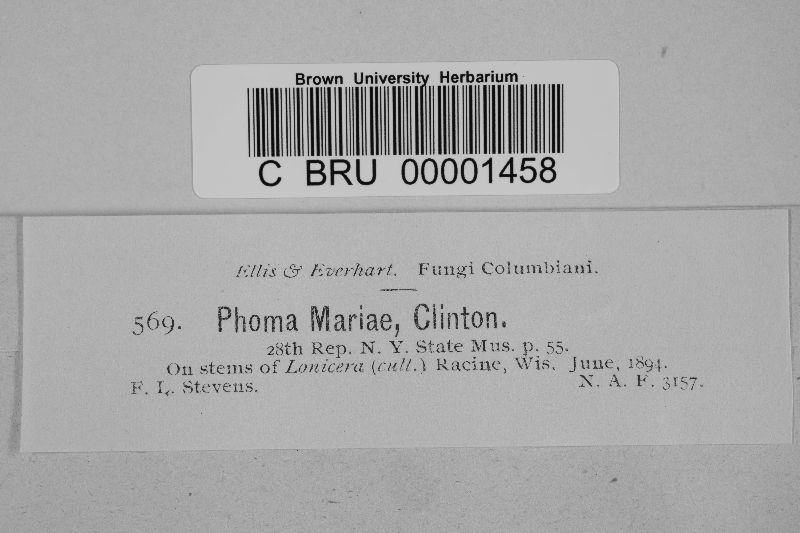 Brown University Herbarium
C BRU 00001458
Ellis & Everhart. Fungi Columbiani.
569. Phoma Mariae, Clinton.
28th Rep. N. Y. State Mus. p. 55.
On stems of Lonicera (cult.) Racine, Wis. June, 1894.
F. L. Stevens. N. A. F. 3157.